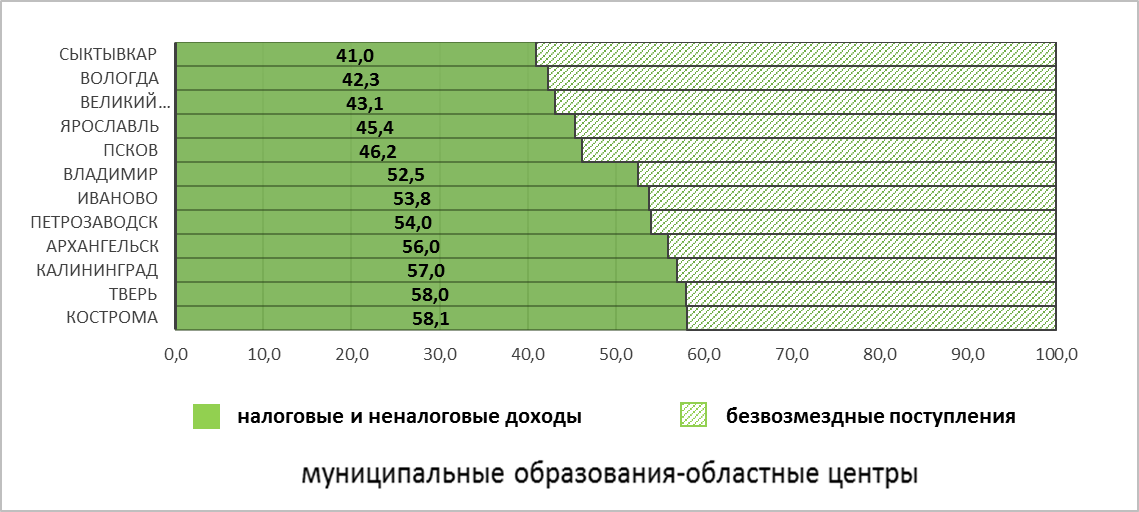 СЫКТЫВКАР 41,0
ВОЛОГДА 42,3
ВЕЛИКИЙ... 43,1
ЯРОСЛАВЛЬ 45,4
ПСКОВ 46,2
ВЛАДИМИР 52,5
ИВАНОВО 53,8
ПЕТРОЗАВОДСК 54,0
АРХАНГЕЛЬСК 56,0
КАЛИНИНГРАД 57,0
ТВЕРЬ 58,0
КОСТРОМА 58,1
0,0 10,0 20,0 30,0 40,0 50,0 60,0 70,0 80,0 90,0 100,0
налоговые и неналоговые доходы безвозмездные поступления
муниципальные образования-областные центры